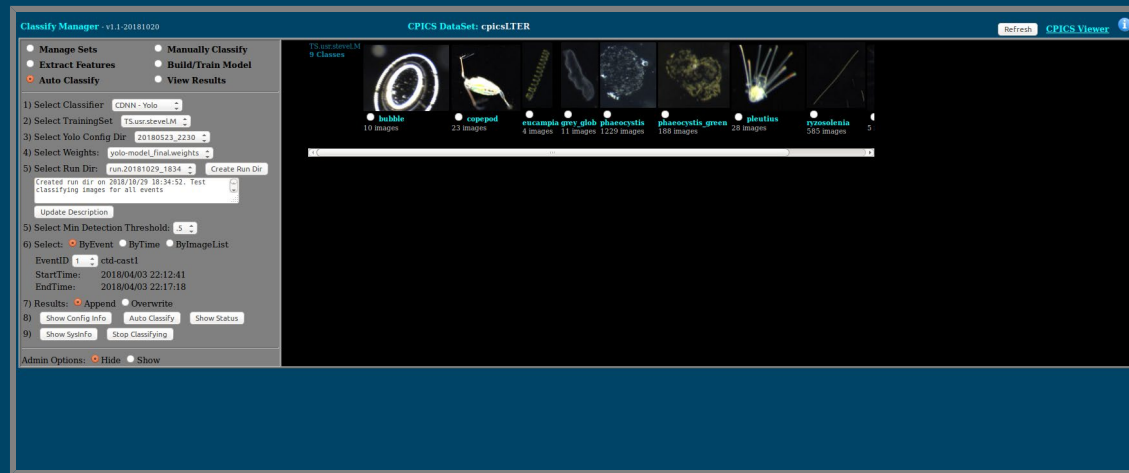 Classify Manager - v1.1-20181020
CPICS DataSet: cpicsLTER
Refresh
CPICS Viewer
Manage Sets
Manually Classify
Extract Features
Build/Train Model
Auto Classify
View Results
1) Select Classifier CDNN - Yolo
2) Select TrainingSet TS.usr.stevel.M
3) Select Yolo Config Dir 20180523_2230
4) Select Weights: yolo-model_final.weights
5) Select Run Dir: run.20181029_1834 Create Run Dir
Created run dir on 2018/10/29 18:34:52. Test
classifying images for all events
Update Description
5) Select Min Detection Threshold: .5
6) Select: ByEvent ByTime ByImageList
EventID 1 ctd-cast1
StartTime: 2018/04/03 22:12:41
EndTime: 2018/04/03 22:17:18
7) Results: Append Overwrite
8) Show Config Info Auto Classify Show Status
9) Show SysInfo Stop Classifying
Admin Options: Hide Show
TS.usr.stevel.M
9 Classes
bubble
10 images
copepod
23 images
eucampia
4 images
grey_glob
11 images
phaeocystis
1229 images
phaeocystis_green
188 images
pleutius
28 images
ryzosolenia
585 images
5